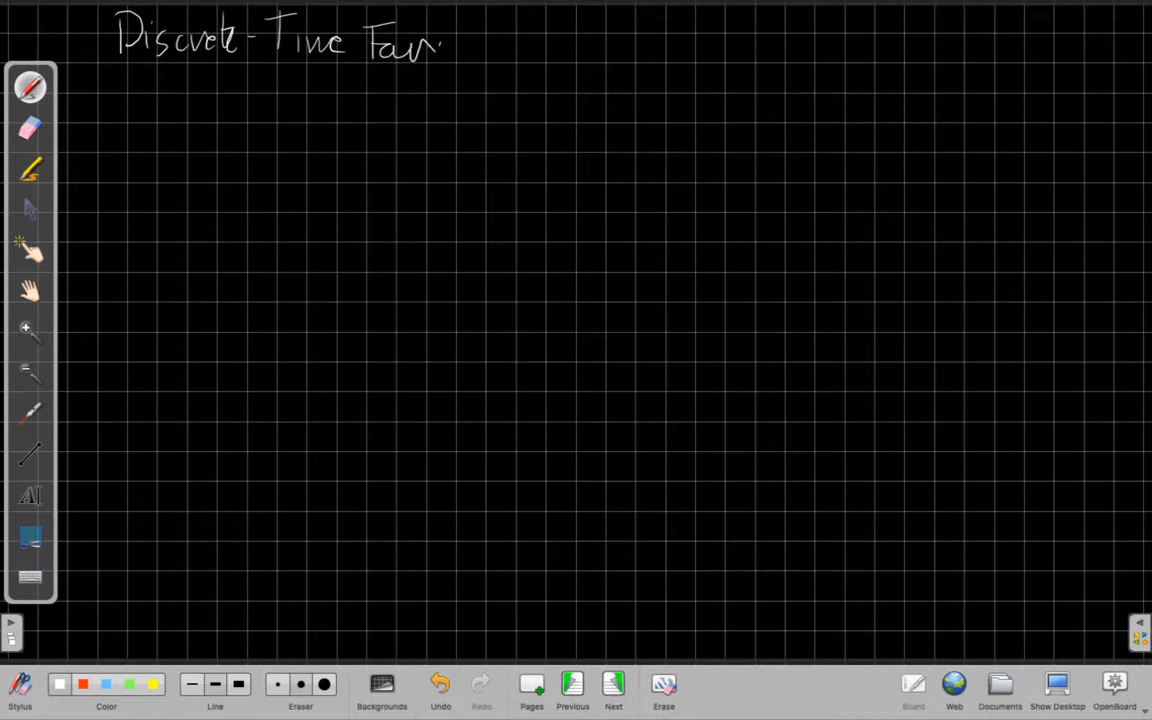 Discrete-Time Four
Stylus
Color
Line
Eraser
Backgrounds
Undo
Redo
Pages
Previous
Next
Erase
Board
Web
Documents
Show Desktop
OpenBoard